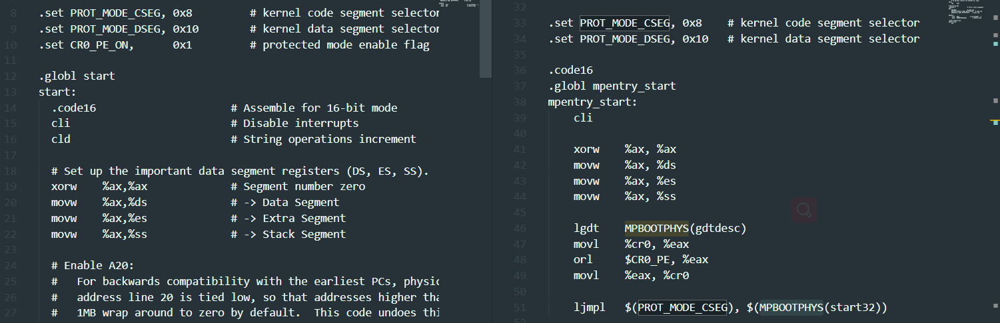 8 .set PROT_MODE_CSEG, 0x8 # kernel code segment selector
9 .set PROT_MODE_DSEG, 0x10 # kernel data segment selector
10 .set CR0_PE_ON, 0x1 # protected mode enable flag
11
12 .globl start
13 start:
14 .code16 # Assemble for 16-bit mode
15 cli # Disable interrupts
16 cld # String operations increment
17
18 # Set up the important data segment registers (DS, ES, SS).
19 xorw %ax,%ax # Segment number zero
20 movw %ax,%ds # -> Data Segment
21 movw %ax,%es # -> Extra Segment
22 movw %ax,%ss # -> Stack Segment
23
24 # Enable A20:
25 # For backwards compatibility with the earliest PCs, physic
26 # address line 20 is tied low, so that addresses higher tha
27 # 1MB wrap around to zero by default. This code undoes thi
32
33 .set PROT_MODE_CSEG, 0x8 # kernel code segment selector
34 .set PROT_MODE_DSEG, 0x10 # kernel data segment selector
35
36 .code16
37 .globl mpentry_start
38 mpentry_start:
39 cli
40
41 xorw %ax, %ax
42 movw %ax, %ds
43 movw %ax, %es
44 movw %ax, %ss
45
46 lgdt MPBOOTPHYS(gdtdesc)
47 movl %cr0, %eax
48 orl $CR0_PE, %eax
49 movl %eax, %cr0
50
51 ljmpl $(PROT_MODE_CSEG), $(MPBOOTPHYS(start32))